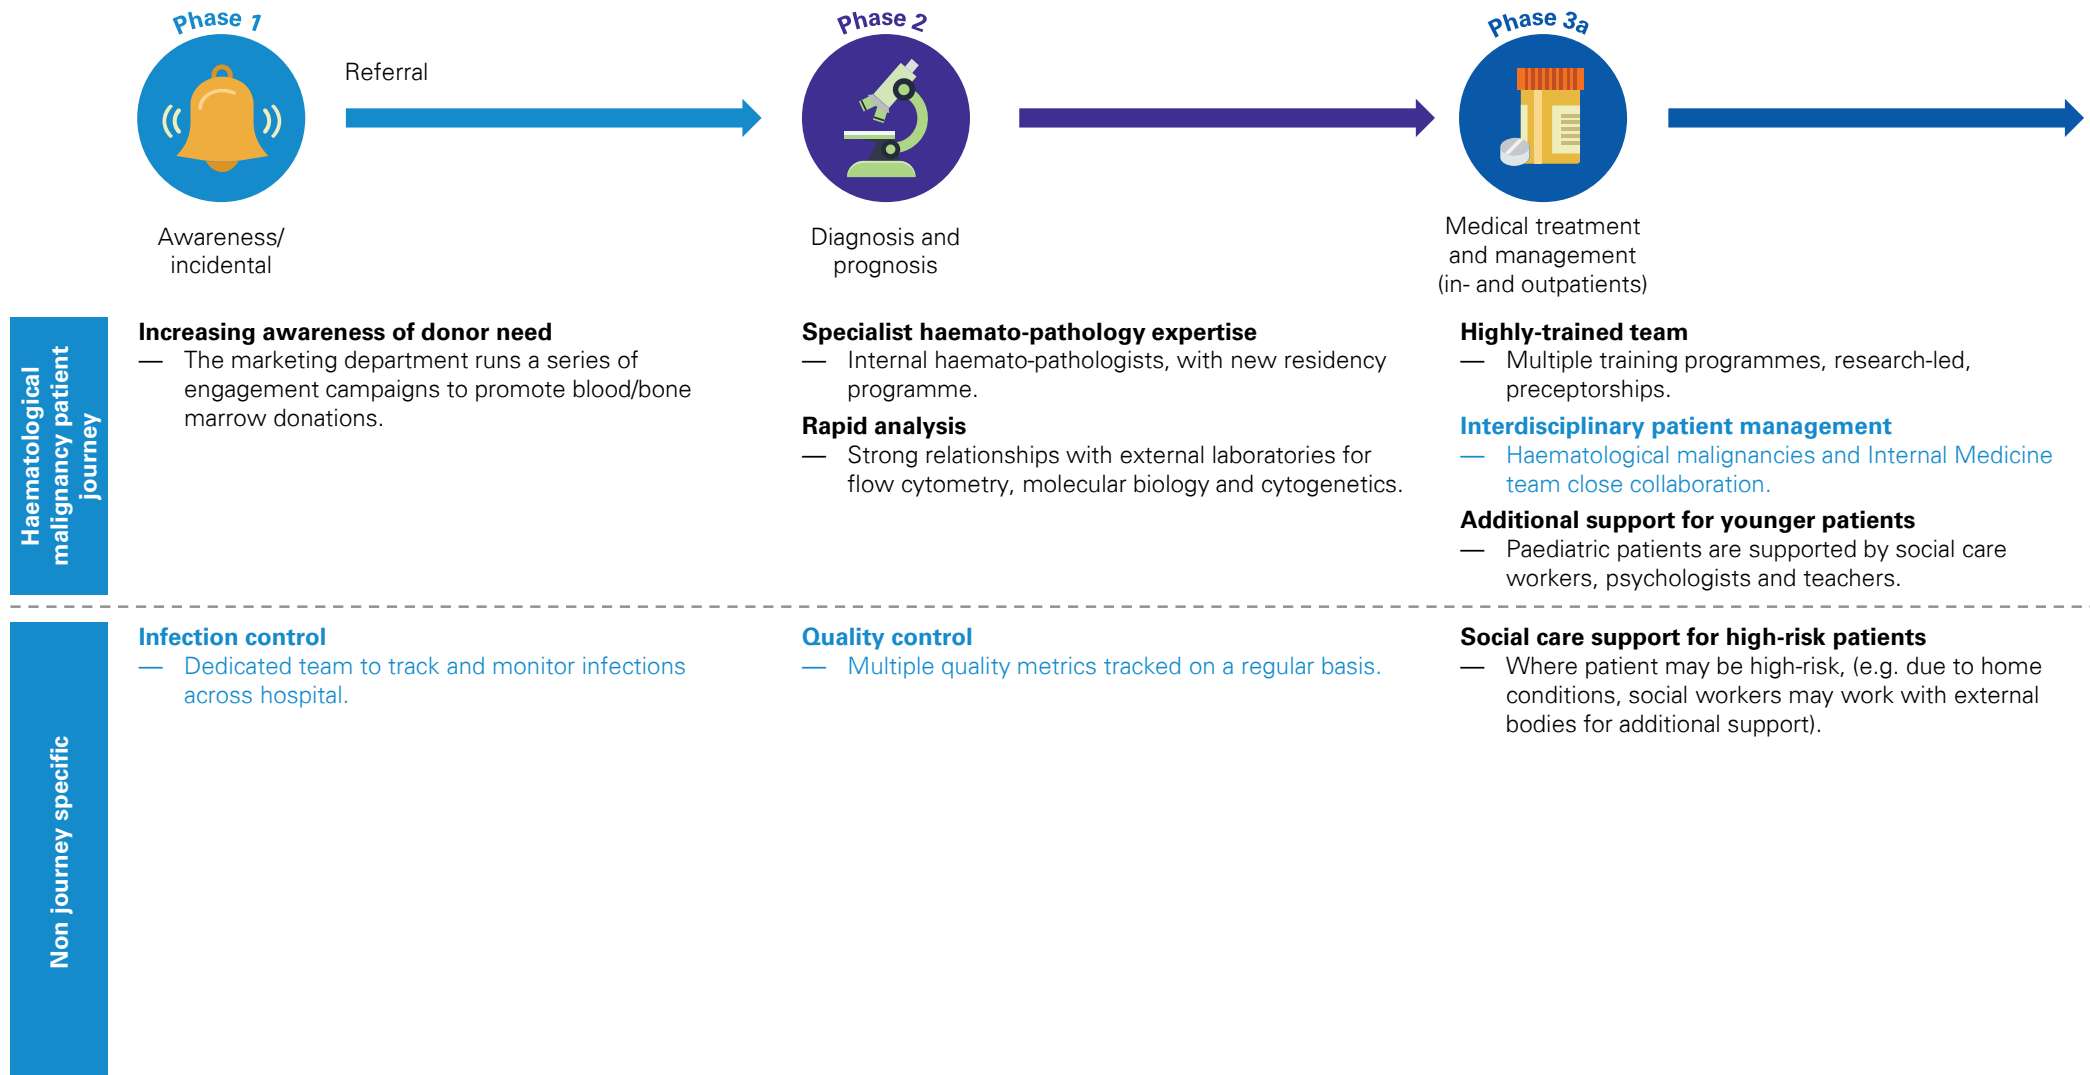 Phase 1
Referral
Awareness/
incidental
Phase 2
Diagnosis and
prognosis
Phase 3a
Medical treatment
and management
(in- and outpatients)
Haematological
malignancy patient
journey
Increasing awareness of donor need
— The marketing department runs a series of
engagement campaigns to promote blood/bone
marrow donations.
Specialist haemato-pathology expertise
— Internal haemato-pathologists, with new residency
programme.
Rapid analysis
— Strong relationships with external laboratories for
flow cytometry, molecular biology and cytogenetics.
Highly-trained team
— Multiple training programmes, research-led,
preceptorships.
Interdisciplinary patient management
— Haematological malignancies and Internal Medicine
team close collaboration.
Additional support for younger patients
— Paediatric patients are supported by social care
workers, psychologists and teachers.
Non journey specific
Infection control
— Dedicated team to track and monitor infections
across hospital.
Quality control
— Multiple quality metrics tracked on a regular basis.
Social care support for high-risk patients
— Where patient may be high-risk, (e.g. due to home
conditions, social workers may work with external
bodies for additional support).